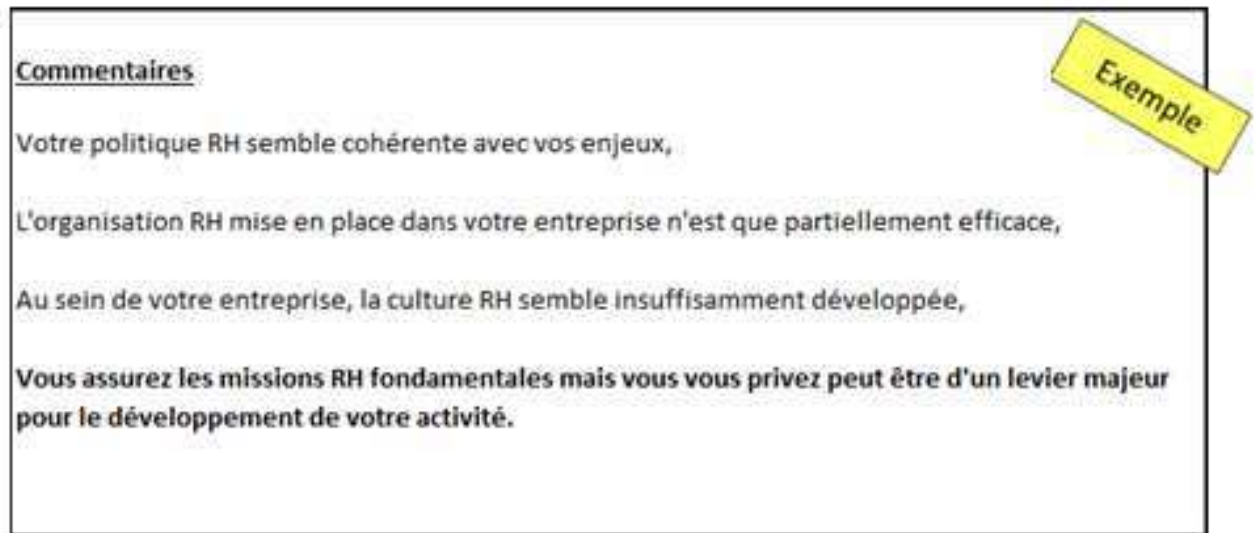 Commentaires
Exemple
Votre politique RH semble cohérente avec vos enjeux,
L'organisation RH mise en place dans votre entreprise n'est que partiellement efficace,
Au sein de votre entreprise, la culture RH semble insuffisamment développée,
Vous assurez les missions RH fondamentales mais vous vous privez peut être d'un levier majeur
pour le développement de votre activité.